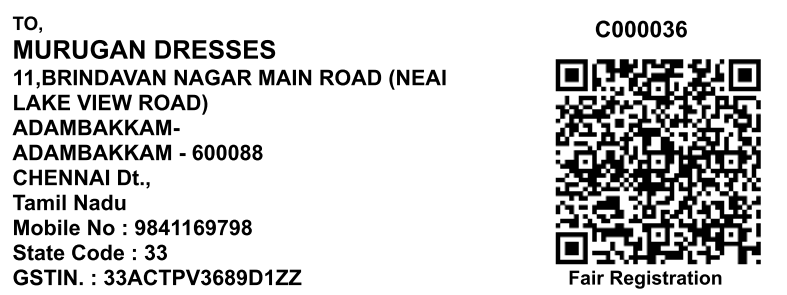 TO,
MURUGAN DRESSES
11,BRINDAVAN NAGAR MAIN ROAD (NEAI
LAKE VIEW ROAD)
ADAMBAKKAM-
ADAMBAKKAM - 600088
CHENNAI Dt.,
Tamil Nadu
Mobile No : 9841169798
State Code : 33
GSTIN. : 33ACTPV3689D1ZZ
C000036
Fair Registration